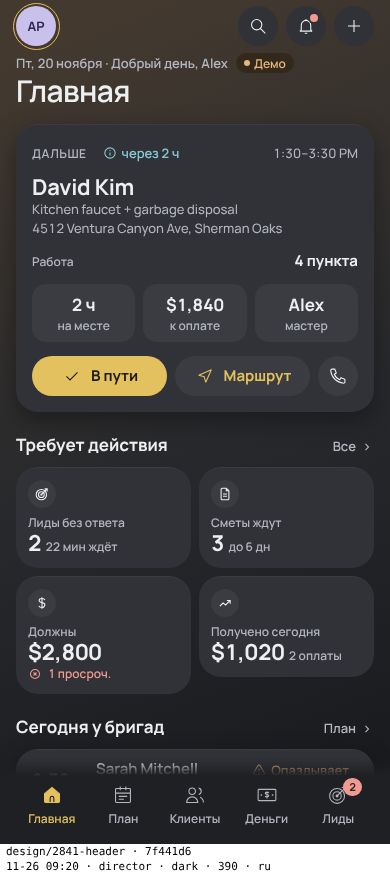 AP
Пт, 20 ноября · Добрый день, Alex
Демо
Главная
ДАЛЬШЕ
через 2 ч
1:30–3:30 PM
David Kim
Kitchen faucet + garbage disposal
4512 Ventura Canyon Ave, Sherman Oaks
Работа
4 пункта
2 ч
на месте
$1,840
к оплате
Alex
мастер
В пути
Маршрут
Требует действия
Все
Лиды без ответа
2 22 мин ждёт
Сметы ждут
3 до 6 дн
Должны
$2,800
1 просроч.
Получено сегодня
$1,020 2 оплаты
Сегодня у бригад
План
Sarah Mitchell
Опаздывает
Главная
План
Клиенты
Деньги
2
Лиды
design/2841-header · 7f441d6
11-26 09:20 · director · dark · 390 · ru